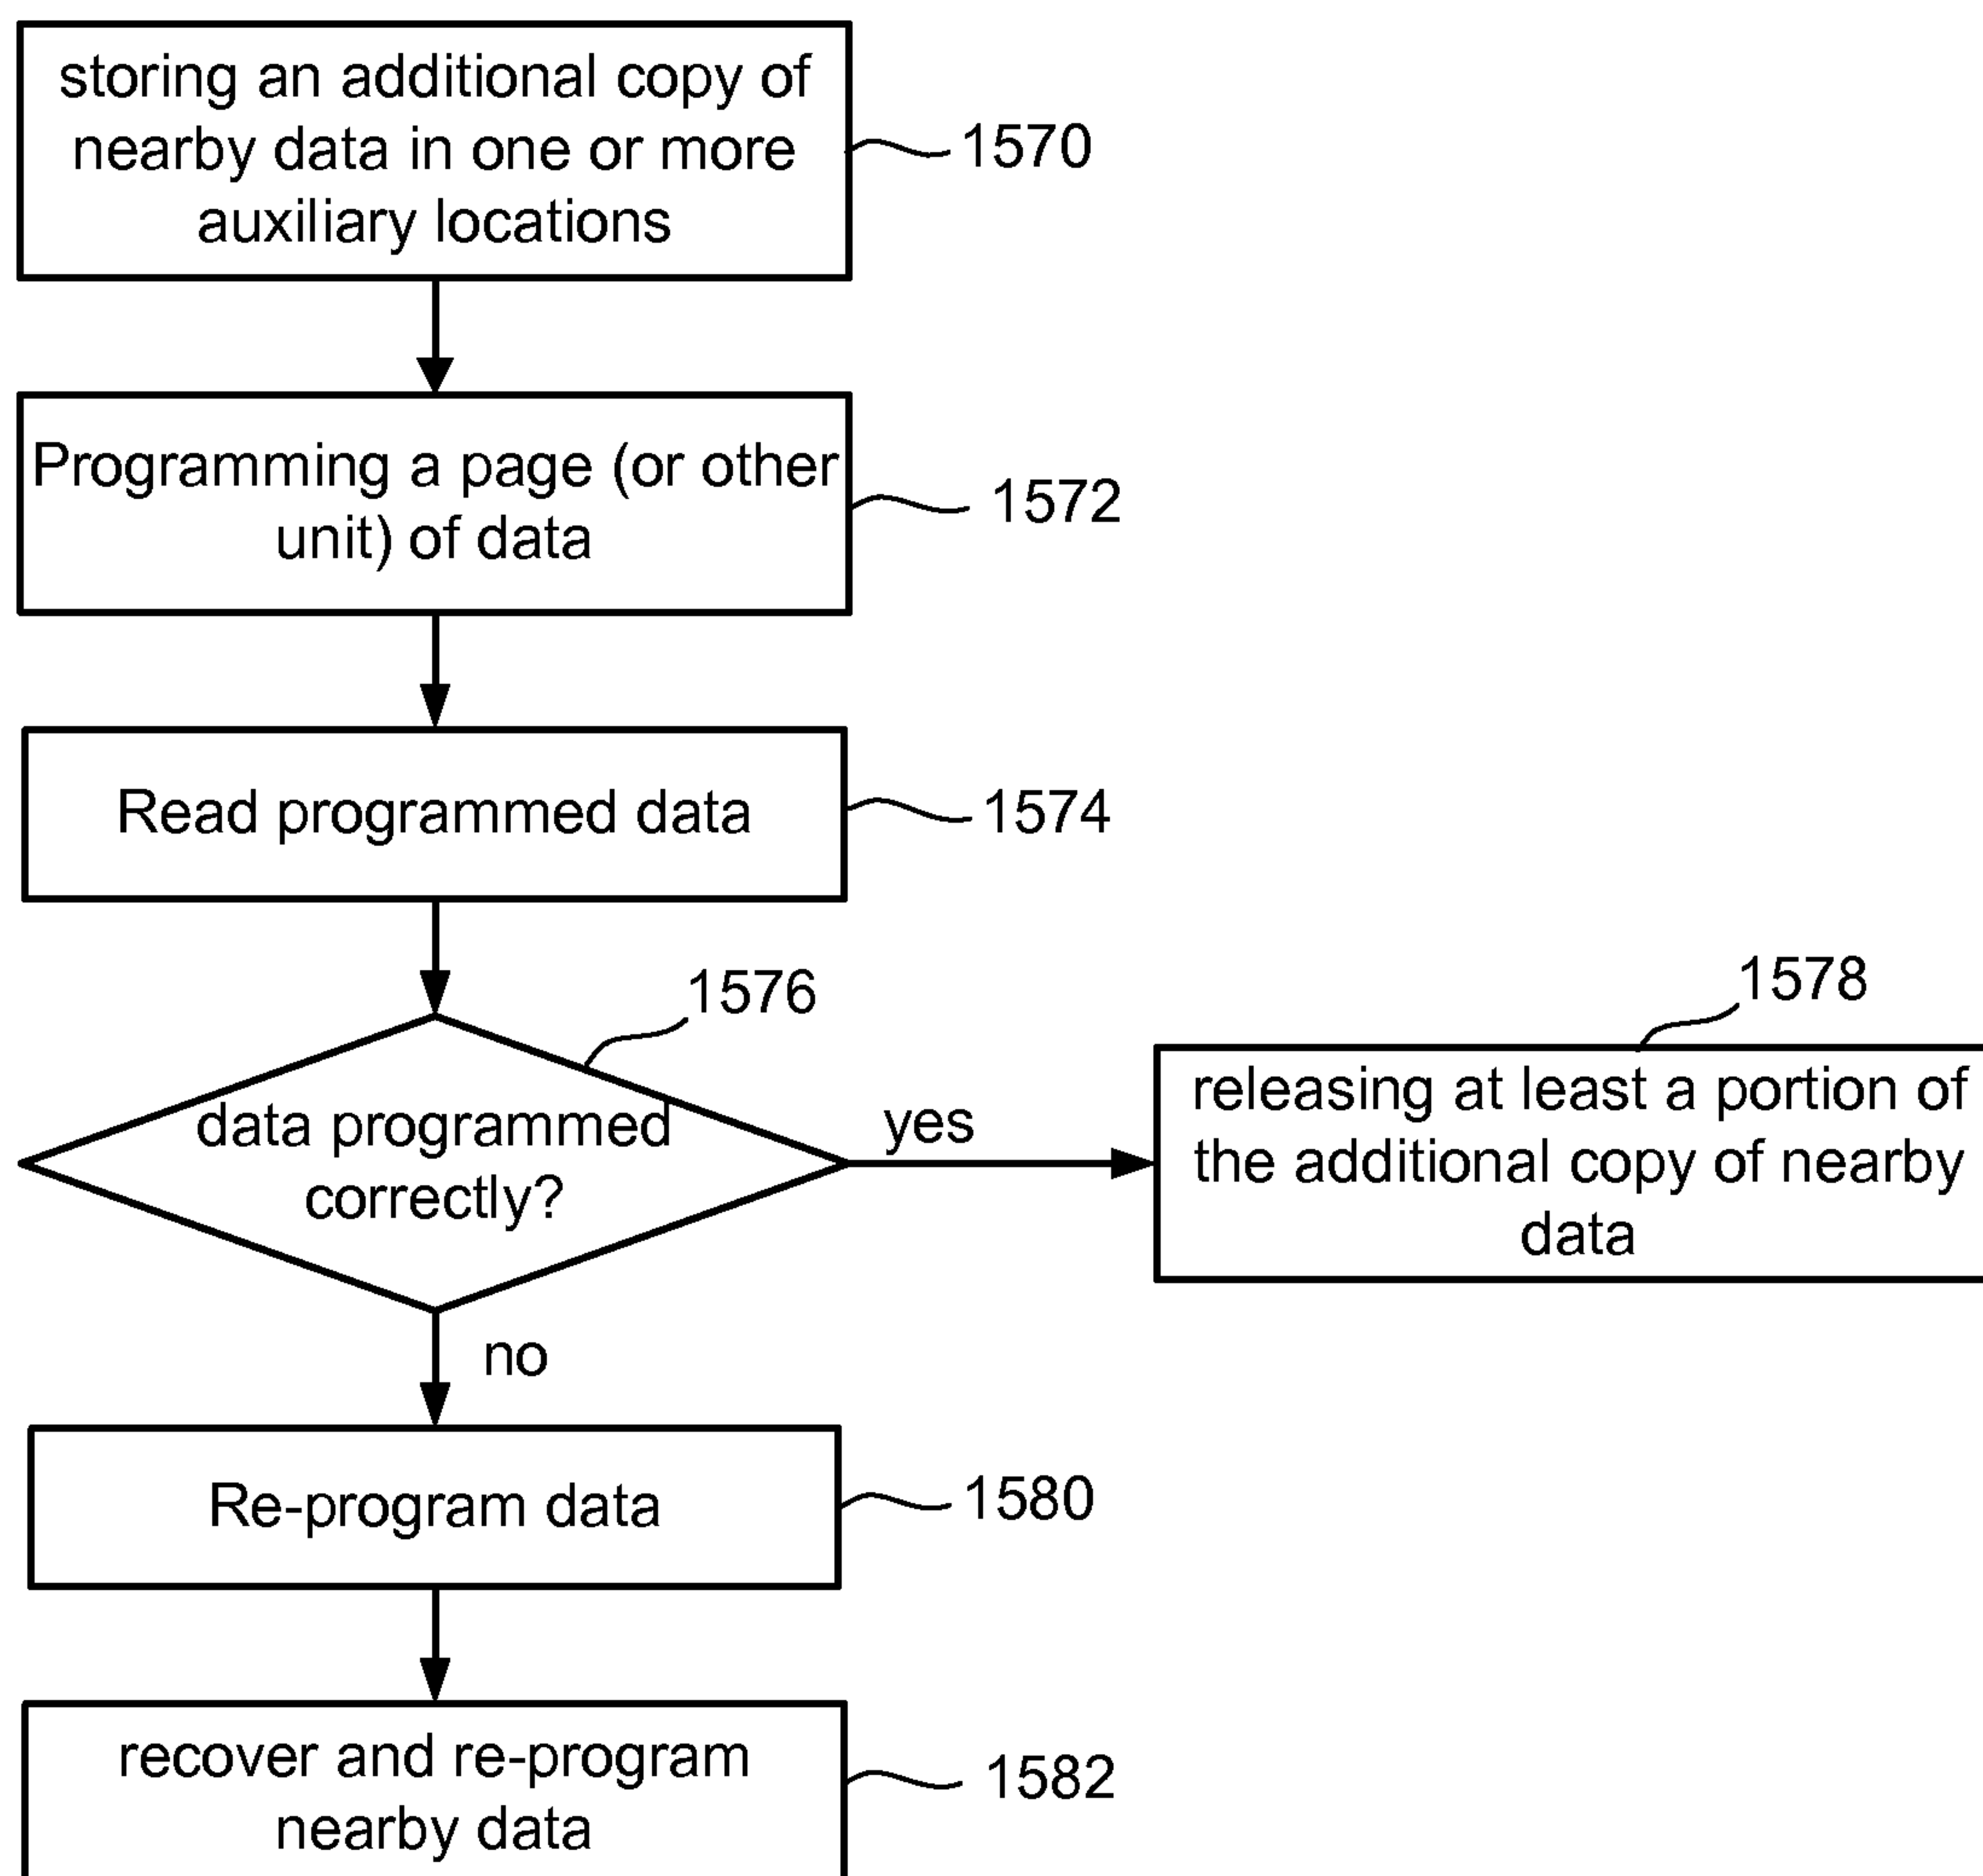 storing an additional copy of
nearby data in one or more
auxiliary locations
1570
Programming a page (or other
unit) of data
1572
Read programmed data
1574
1576
data programmed
correctly?
yes
1578
releasing at least a portion of
the additional copy of nearby
data
no
Re-program data
1580
recover and re-program
nearby data
1582